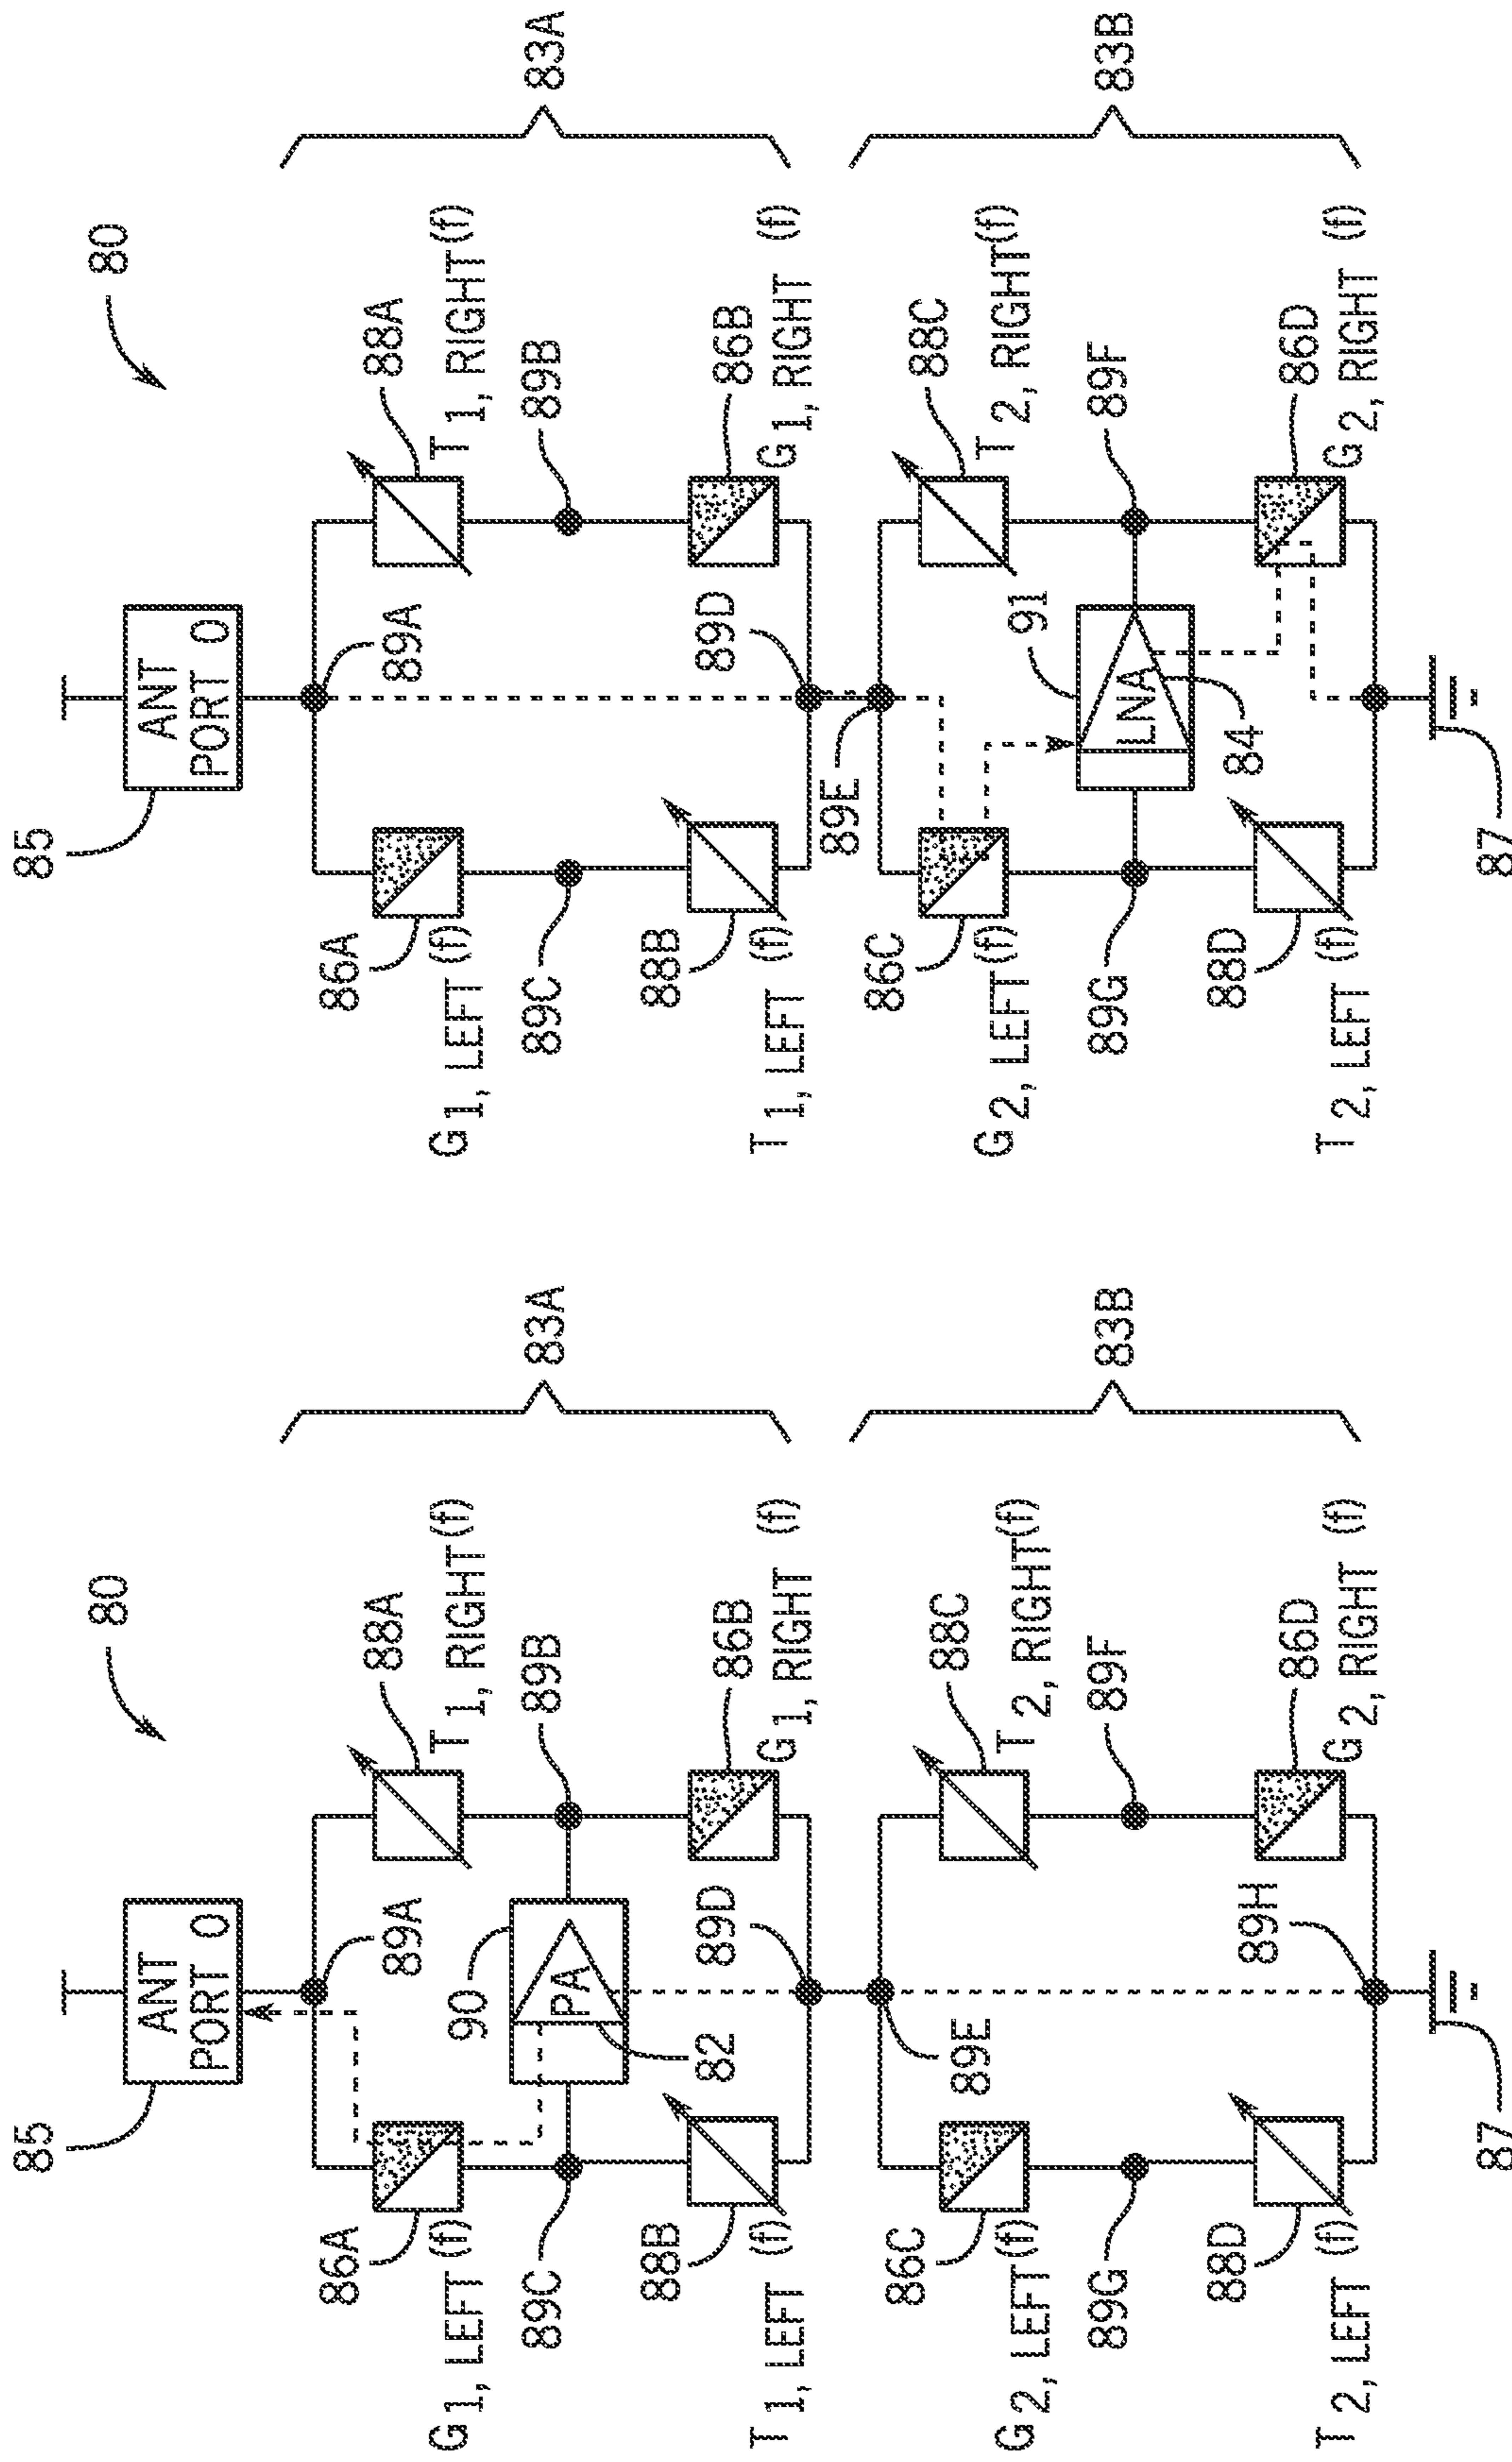 80
85
ANT
PORT 0
89A
86A
G 1, LEFT (f)
88A
T 1, RIGHT (f)
90
PA
82
89C
89B
83A
88B
T 1, LEFT (f)
89D
86B
G 1, RIGHT (f)
89E
86C
G 2, LEFT (f)
88C
T 2, RIGHT (f)
89G
89F
83B
88D
T 2, LEFT (f)
89H
86D
G 2, RIGHT (f)
87
80
85
ANT
PORT 0
89A
86A
G 1, LEFT (f)
88A
T 1, RIGHT (f)
89C
89B
83A
88B
T 1, LEFT (f)
89D
86B
G 1, RIGHT (f)
89E
86C
G 2, LEFT (f)
88C
T 2, RIGHT (f)
91
LNA
84
89G
89F
83B
88D
T 2, LEFT (f)
86D
G 2, RIGHT (f)
87